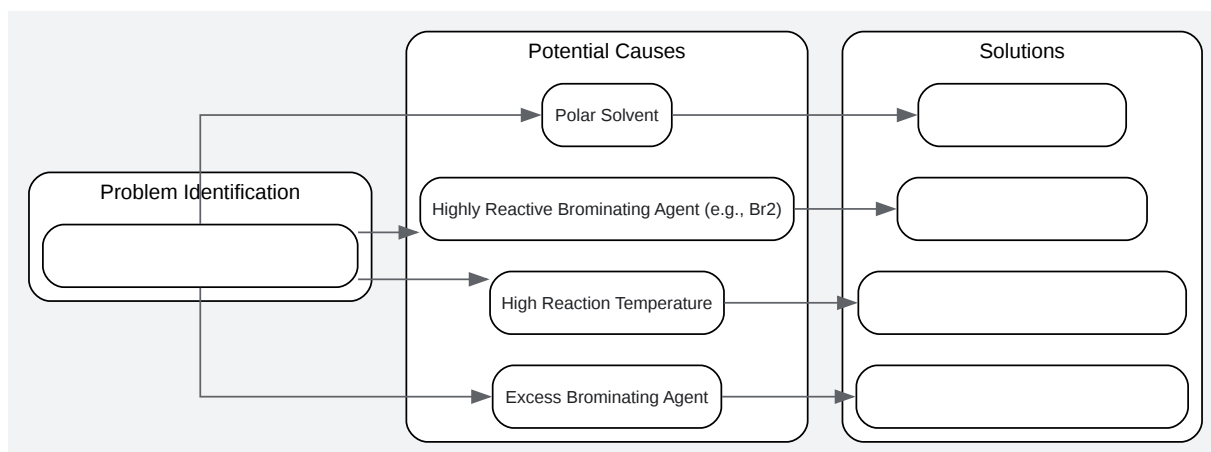 Potential Causes
Solutions
Polar Solvent
Problem Identification
Highly Reactive Brominating Agent (e.g., Br2)
High Reaction Temperature
Excess Brominating Agent